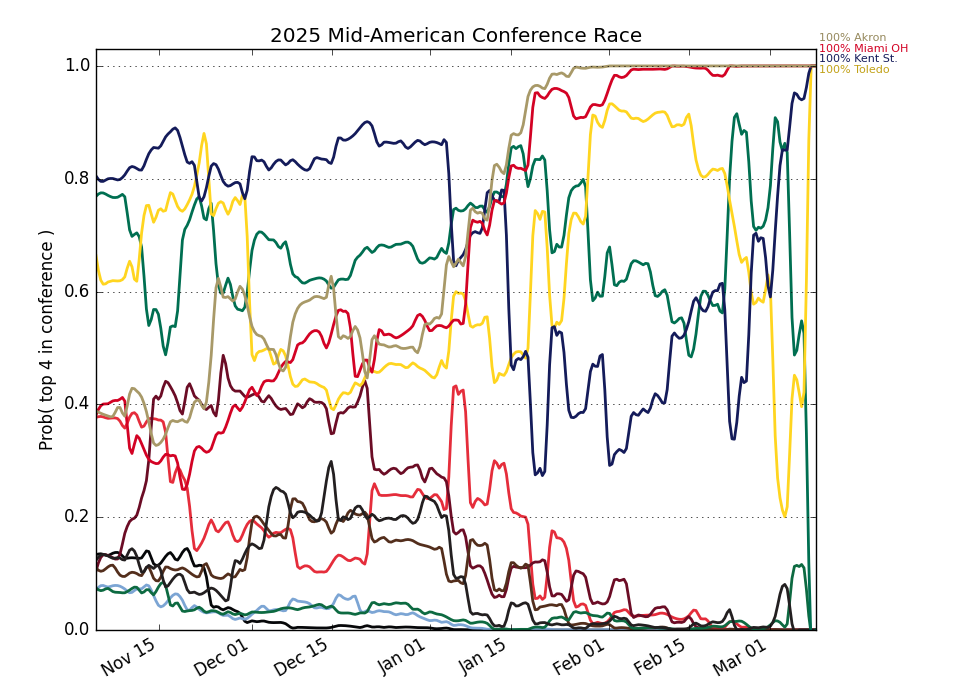 2025 Mid-American Conference Race
100% Akron
100% Miami OH
100% Kent St.
100% Toledo
Prob( top 4 in conference )
1.0
0.8
0.6
0.4
0.2
0.0
Nov 15
Dec 01
Dec 15
Jan 01
Jan 15
Feb 01
Feb 15
Mar 01